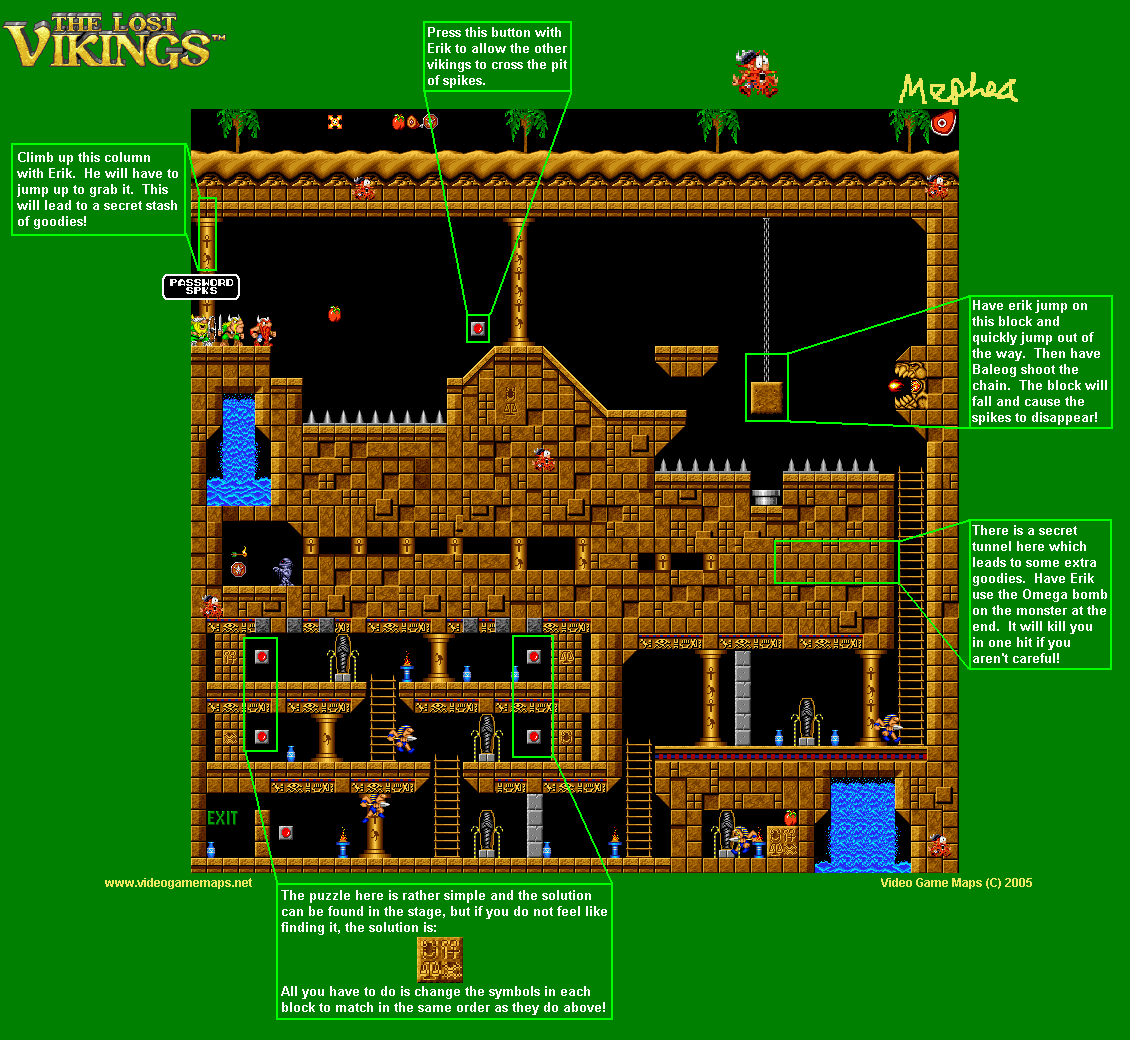 THE LOST
VIKINGS™
Press this button with
Erik to allow the other
vikings to cross the pit
of spikes.
Climb up this column
with Erik.  He will have to
jump up to grab it.  This
will lead to a secret stash
of goodies!
PASSWORD
SPKS
Have erik jump on
this block and
quickly jump out of
the way.  Then have
Baleog shoot the
chain.  The block will
fall and cause the
spikes to disappear!
There is a secret
tunnel here which
leads to some extra
goodies.  Have Erik
use the Omega bomb
on the monster at the
end.  It will kill you
in one hit if you
aren't careful!
EXIT
www.videogamemaps.net
Video Game Maps (C) 2005
The puzzle here is rather simple and the solution
can be found in the stage, but if you do not feel like
finding it, the solution is:
All you have to do is change the symbols in each
block to match in the same order as they do above!